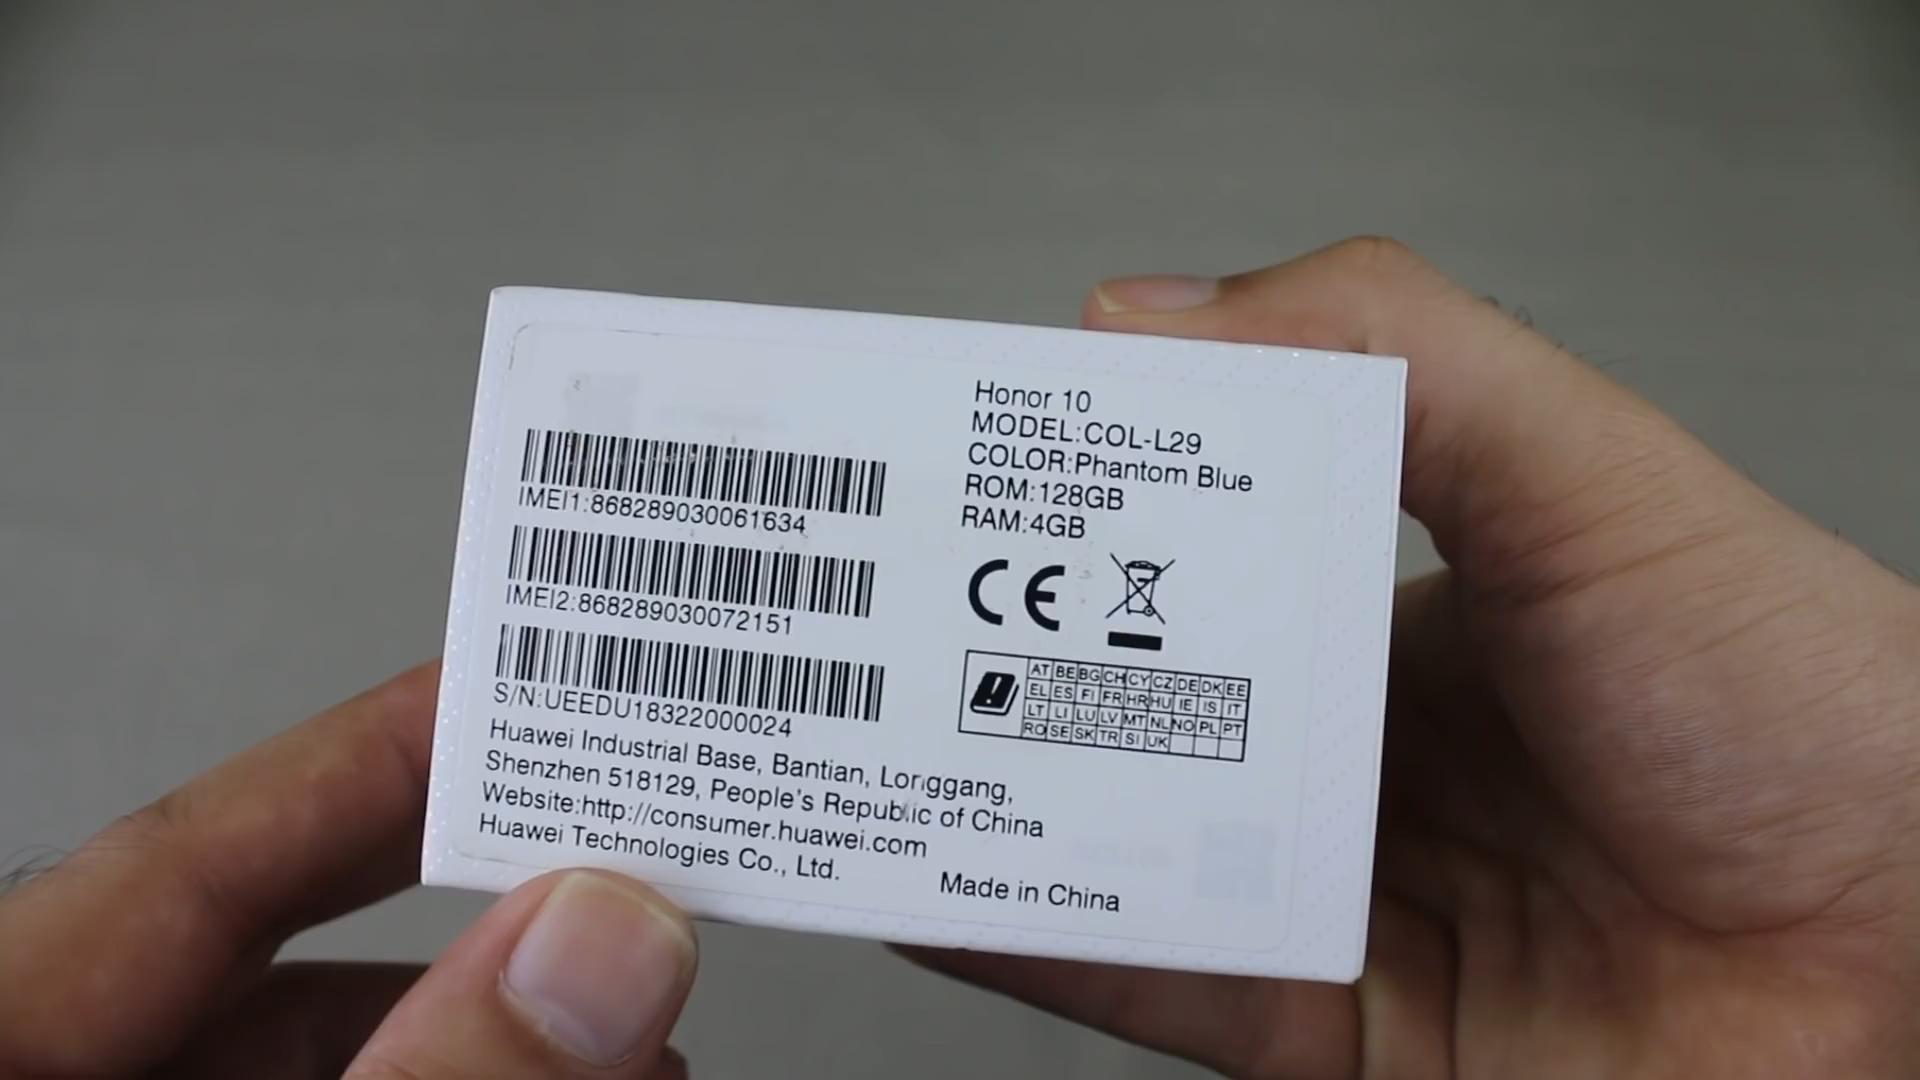 Honor 10
MODEL:COL-L29
COLOR:Phantom Blue
ROM:128GB
RAM:4GB
IMEI1:868289030061634
IMEI2:868289030072151
S/N:UEEDU18322000024
CE
AT BE BG CH CY CZ DE DK EE
EL ES FI FR HR HU IE IS IT
LT LI LU LV MT NL NO PL PT
RO SE SK TR SI UK
Huawei Industrial Base, Bantian, Longgang,
Shenzhen 518129, People's Republic of China
Website:http://consumer.huawei.com
Huawei Technologies Co., Ltd.
Made in China